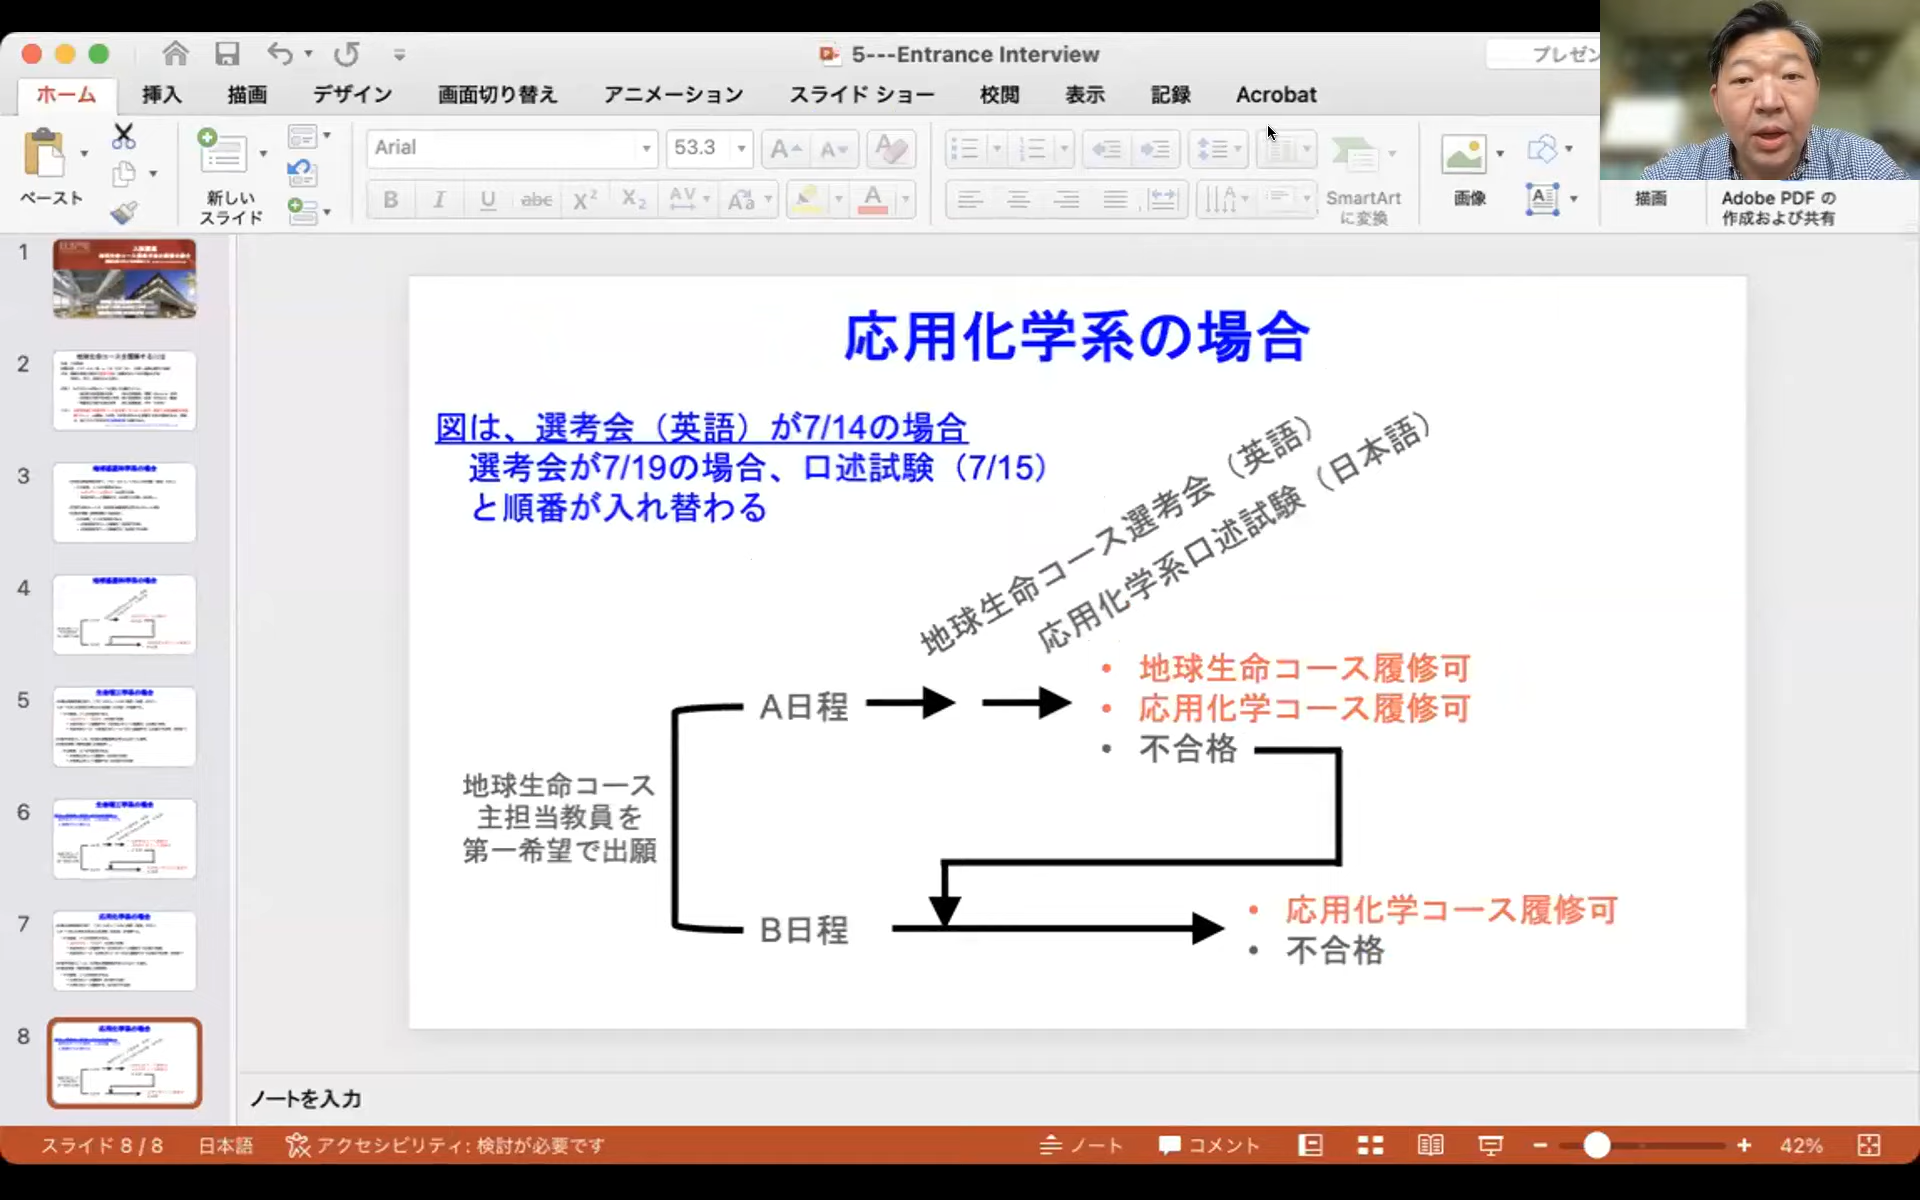 5---Entrance Interview
プレゼン
ホーム
挿入
描画
デザイン
画面切り替え
アニメーション
スライド ショー
校閲
表示
記録
Acrobat
ペースト
新しい
スライド
Arial
53.3
SmartArt
に変換
画像
描画
Adobe PDF の
作成および共有
1
2
3
4
5
6
7
8
応用化学系の場合
図は、選考会（英語）が7/14の場合
選考会が7/19の場合、口述試験（7/15）
と順番が入れ替わる
地球生命コース選考会（英語）
応用化学系口述試験（日本語）
地球生命コース
主担当教員を
第一希望で出願
A日程
• 地球生命コース履修可
• 応用化学コース履修可
• 不合格
B日程
• 応用化学コース履修可
• 不合格
ノートを入力
スライド 8 / 8
日本語
アクセシビリティ: 検討が必要です
ノート
コメント
42%